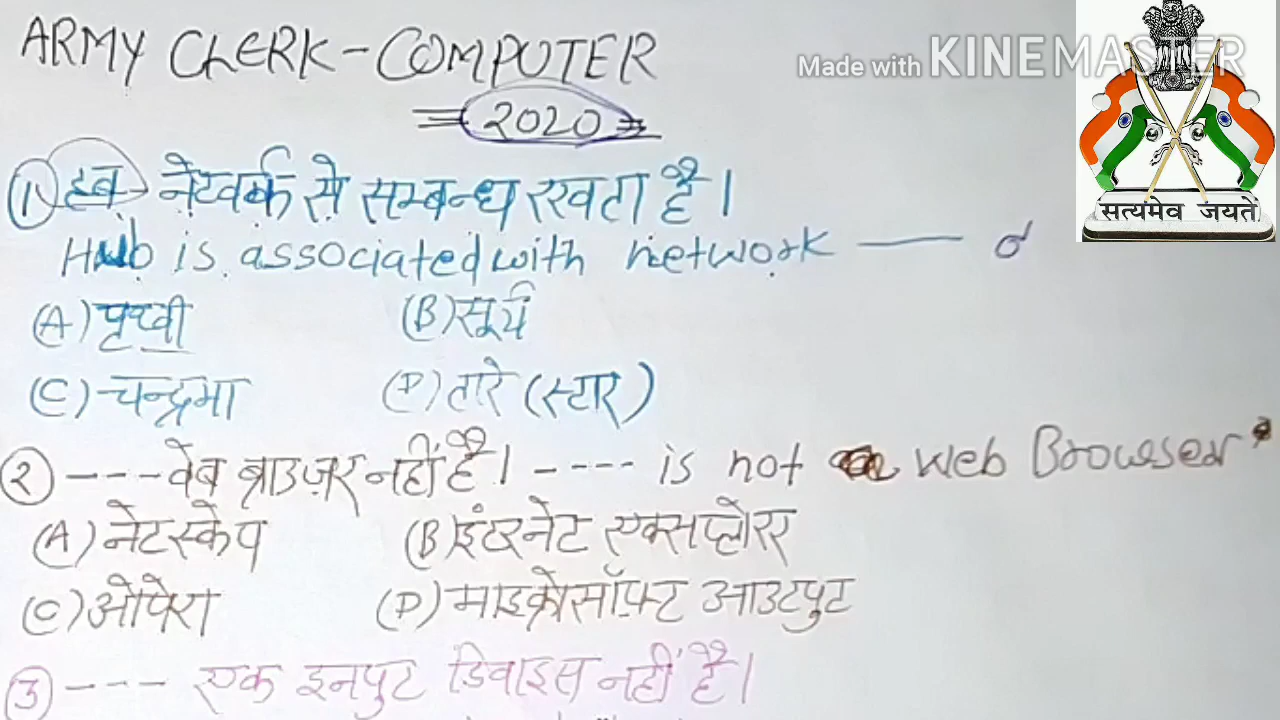 ARMY CLERK - COMPUTER
Made with KINEMASTER
= 2020 =
सत्यमेव जयते
① हब नेटवर्क से सम्बन्ध रखता है।
Hub is associated with network —— d
(A) पृथ्वी (B) सूर्य
(C) चन्द्रमा (D) तारे (स्टार)
② ---- वेब ब्राउज़र नहीं है। ---- is not a web Browser
(A) नेटस्केप (B) इंटरनेट एक्सप्लोरर
(C) ओपेरा (D) माइक्रोसॉफ़्ट आउटपुट
③ ---- एक इनपुट डिवाइस नहीं है।